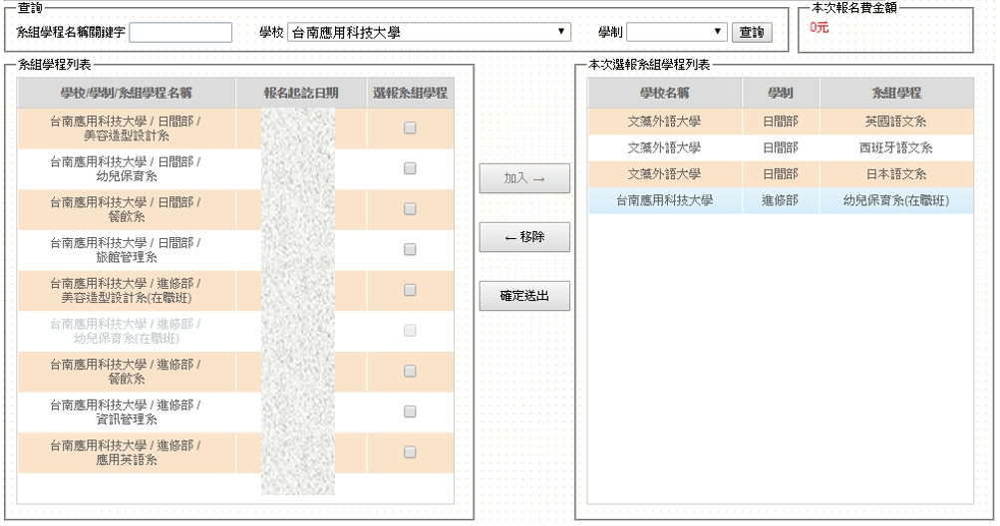 查詢
系組學程名稱關鍵字 學校 台南應用科技大學 學制 查詢
本次報名費金額
0元
系組學程列表
學校/學制/系組學程名稱 報名起訖日期 選報系組學程
台南應用科技大學 / 日間部 /
美容造型設計系
台南應用科技大學 / 日間部 /
幼兒保育系
台南應用科技大學 / 日間部 /
餐飲系
台南應用科技大學 / 日間部 /
旅館管理系
台南應用科技大學 / 進修部 /
美容造型設計系(在職班)
台南應用科技大學 / 進修部 /
幼兒保育系(在職班)
台南應用科技大學 / 進修部 /
餐飲系
台南應用科技大學 / 進修部 /
資訊管理系
台南應用科技大學 / 進修部 /
應用英語系
加入 →
← 移除
確定送出
本次選報系組學程列表
學校名稱 學制 系組學程
文藻外語大學 日間部 英國語文系
文藻外語大學 日間部 西班牙語文系
文藻外語大學 日間部 日本語文系
台南應用科技大學 進修部 幼兒保育系(在職班)